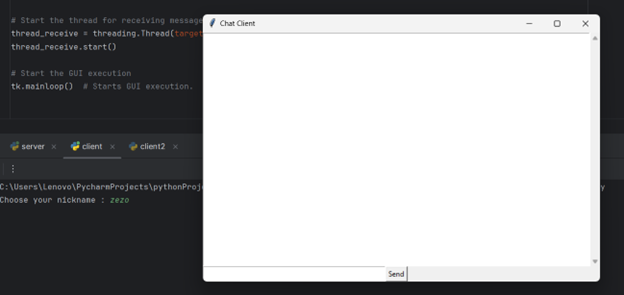 # Start the thread for receiving message
thread_receive = threading.Thread(target
thread_receive.start()
# Start the GUI execution
tk.mainloop()  # Starts GUI execution.
Chat Client
server
client
client2
C:\Users\Lenovo\PycharmProjects\pythonProj
y
Choose your nickname : zezo
Send